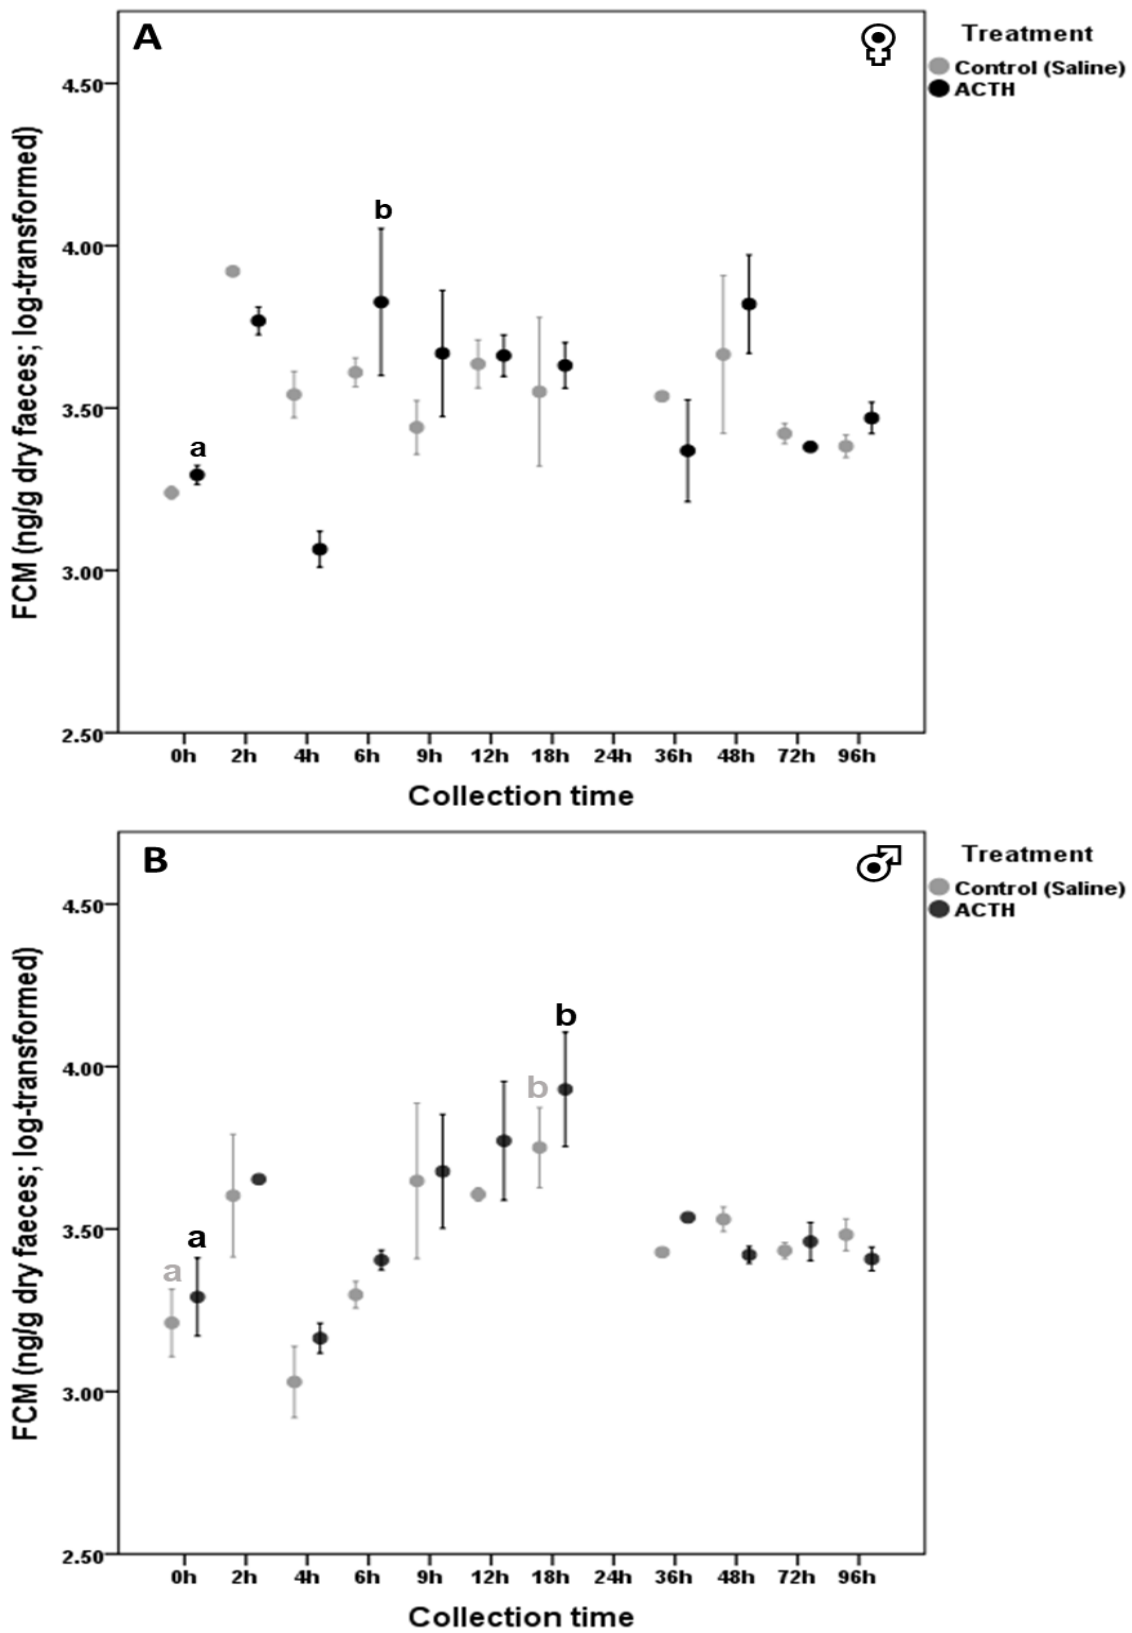 A
Treatment
Control (Saline)
ACTH
4.50
4.00
3.50
3.00
2.50
FCM (ng/g dry faeces; log-transformed)
a
b
0h 2h 4h 6h 9h 12h 18h 24h 36h 48h 72h 96h
Collection time
B
Treatment
Control (Saline)
ACTH
4.50
4.00
3.50
3.00
2.50
FCM (ng/g dry faeces; log-transformed)
a
a
b
b
0h 2h 4h 6h 9h 12h 18h 24h 36h 48h 72h 96h
Collection time